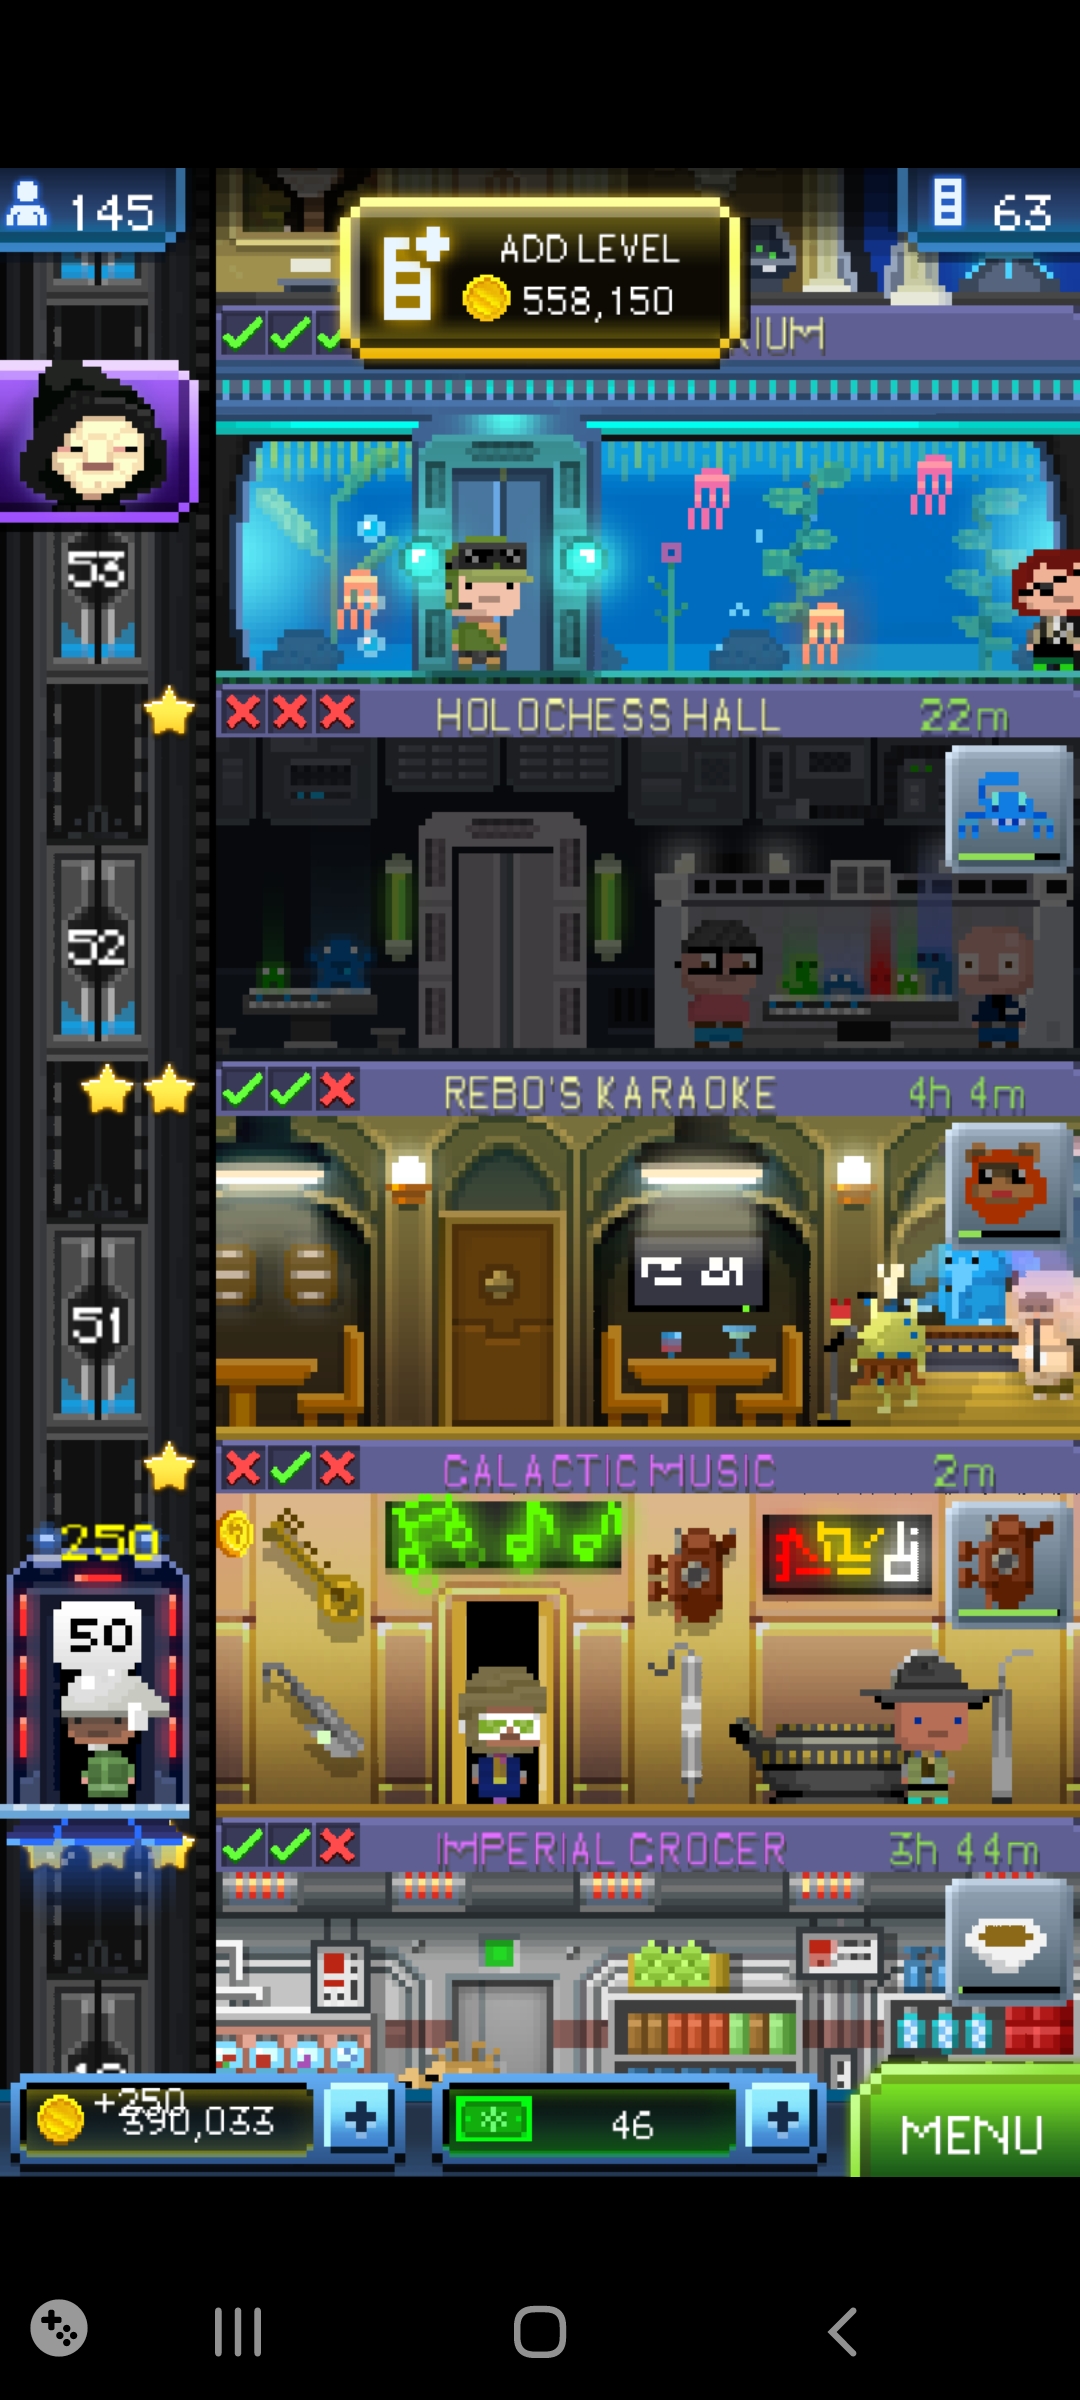 145
ADD LEVEL
558,150
63
RIUM
53
HOLOCHESS HALL
22m
52
REBO'S KARAOKE
4h 4m
51
GALACTIC MUSIC
2m
250
50
IMPERIAL GROCER
3h 44m
+250
390,033
46
MENU